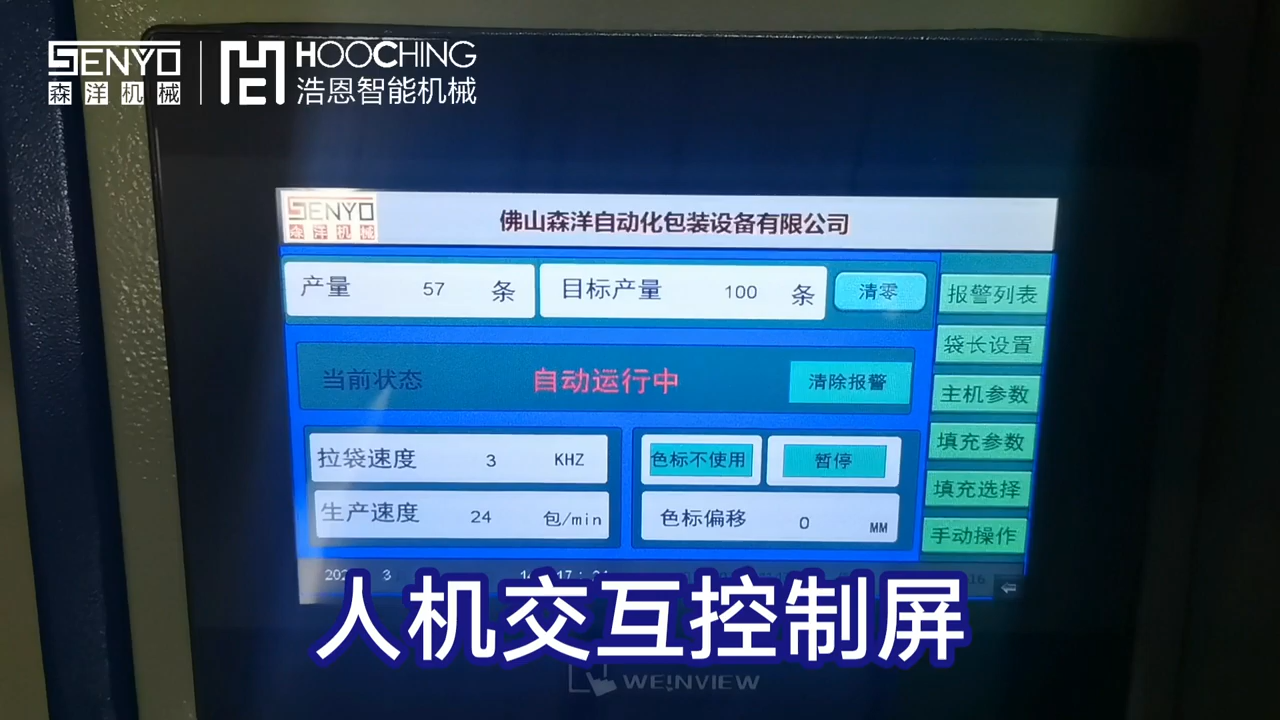 SENYO
森洋机械
HOOCHING
浩恩智能机械
SENYO
森洋机械
佛山森洋自动化包装设备有限公司
产量 57 条
目标产量 100 条
清零
报警列表
袋长设置
当前状态 自动运行中 清除报警
主机参数
拉袋速度 3 KHZ
色标不使用
暂停
填充参数
生产速度 24 包/min
色标偏移 0 MM
填充选择
手动操作
人机交互控制屏
WEINVIEW